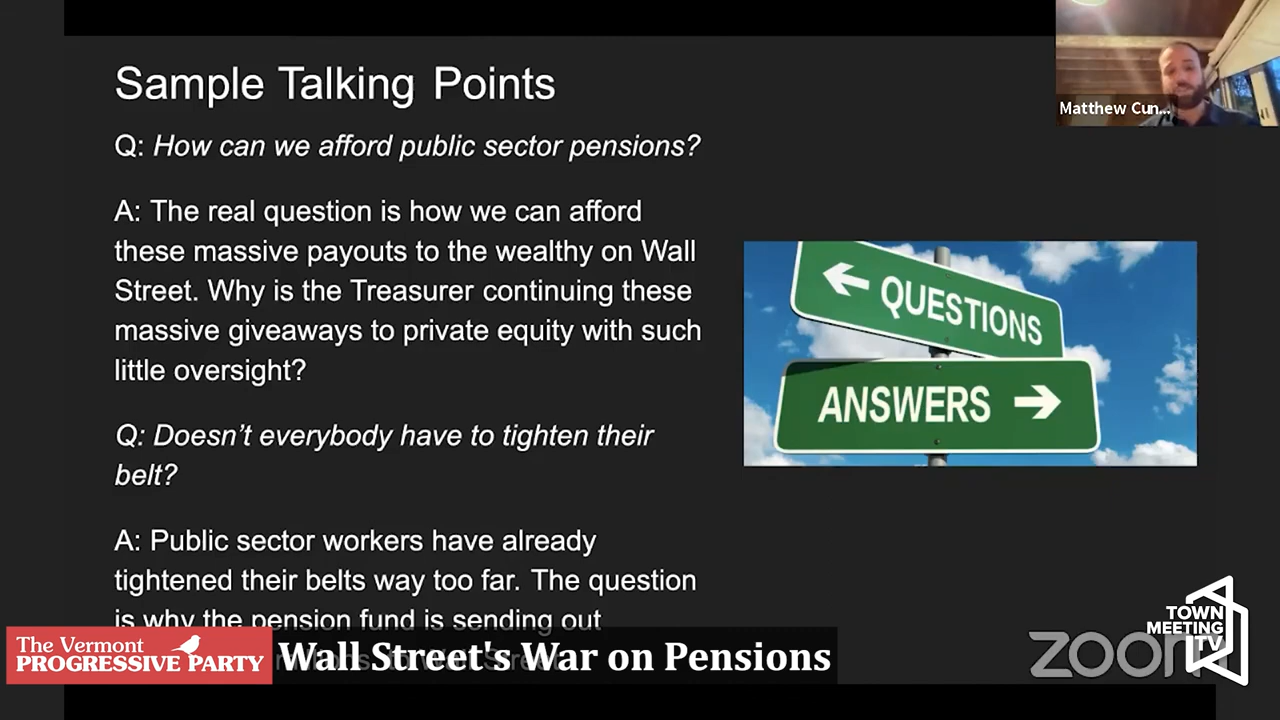 Sample Talking Points
Matthew Cun...
Q: How can we afford public sector pensions?
A: The real question is how we can afford
these massive payouts to the wealthy on Wall
Street. Why is the Treasurer continuing these
massive giveaways to private equity with such
little oversight?
Q: Doesn't everybody have to tighten their
belt?
A: Public sector workers have already
tightened their belts way too far. The question
is why the pension fund is sending out
QUESTIONS
ANSWERS
The Vermont
PROGRESSIVE PARTY
Wall Street's War on Pensions
zoom
TOWN
MEETING
TV